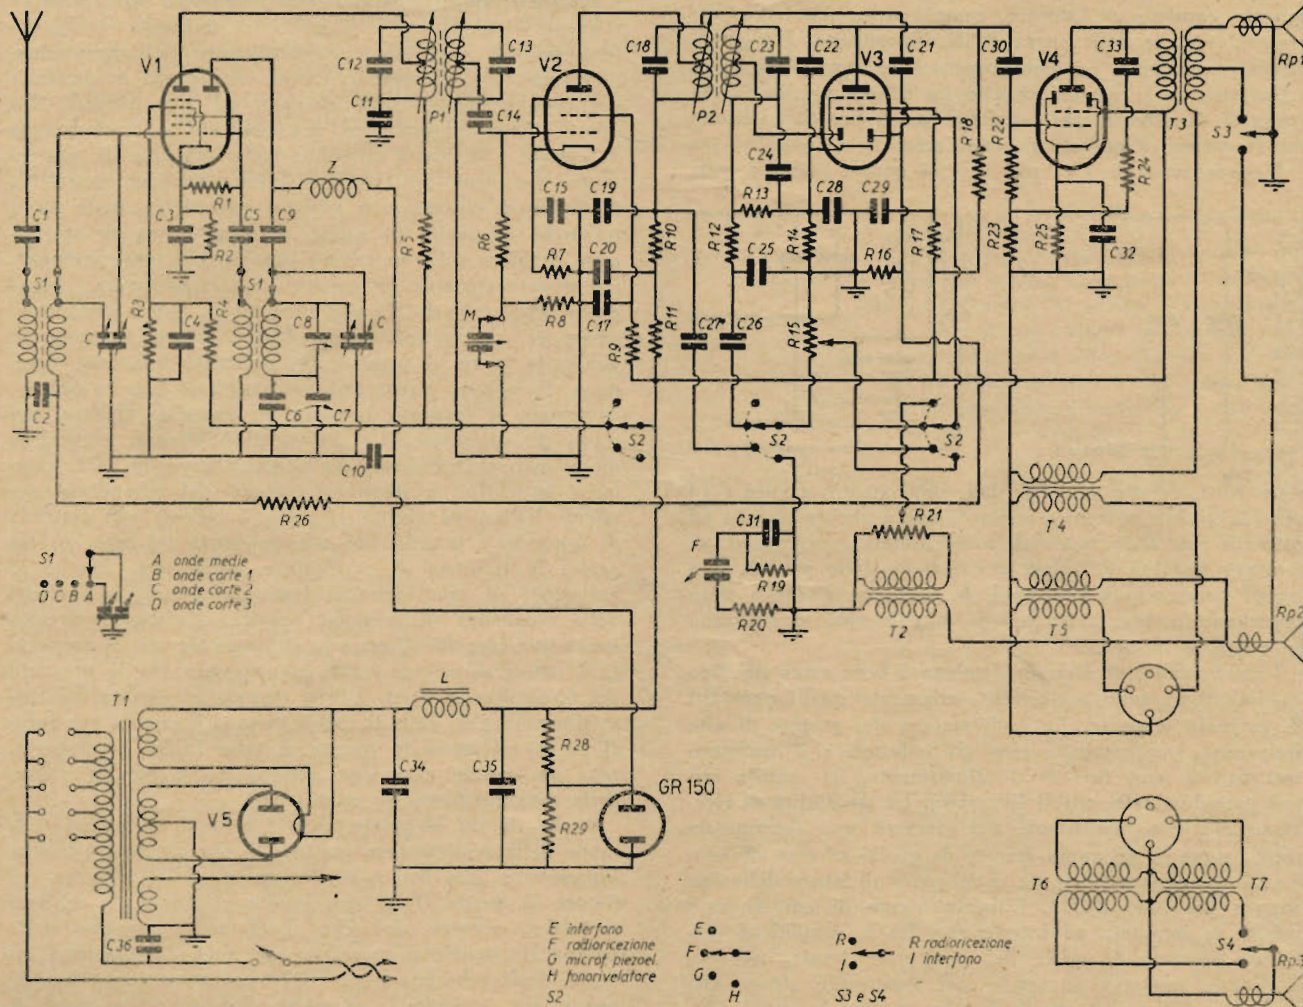 V1
C12
C11
P1
C13
C14
V2
C18
P2
C23
C22
V3
C21
C30
V4
C33
T3
Rp1
S3
C1
Z
R1
C3
R2
C5
C9
R5
R6
C15
C19
R7
C20
R8
C17
R10
R12
R13
C24
C28
C29
R14
C25
R16
R17
R18
R22
R23
R24
R25
C32
S1
C2
C
R3
C4
R4
S1
C8
C
C6
C7
C10
M
R9
R11
C27
C26
R15
S2
S2
S2
R26
S1
D C B A
A onde medie
B onde corte 1
C onde corte 2
D onde corte 3
F
C31
R19
R20
R21
T2
T4
T5
Rp2
T1
V5
L
C34
C35
R28
R29
GR 150
C36
T6
T7
S4
Rp3
E interfono
F radioricezione
G microf. piezoel.
H fonorivelatore
S2
E
F
G
H
R
I
S3 e S4
R radioricezione
I interfono